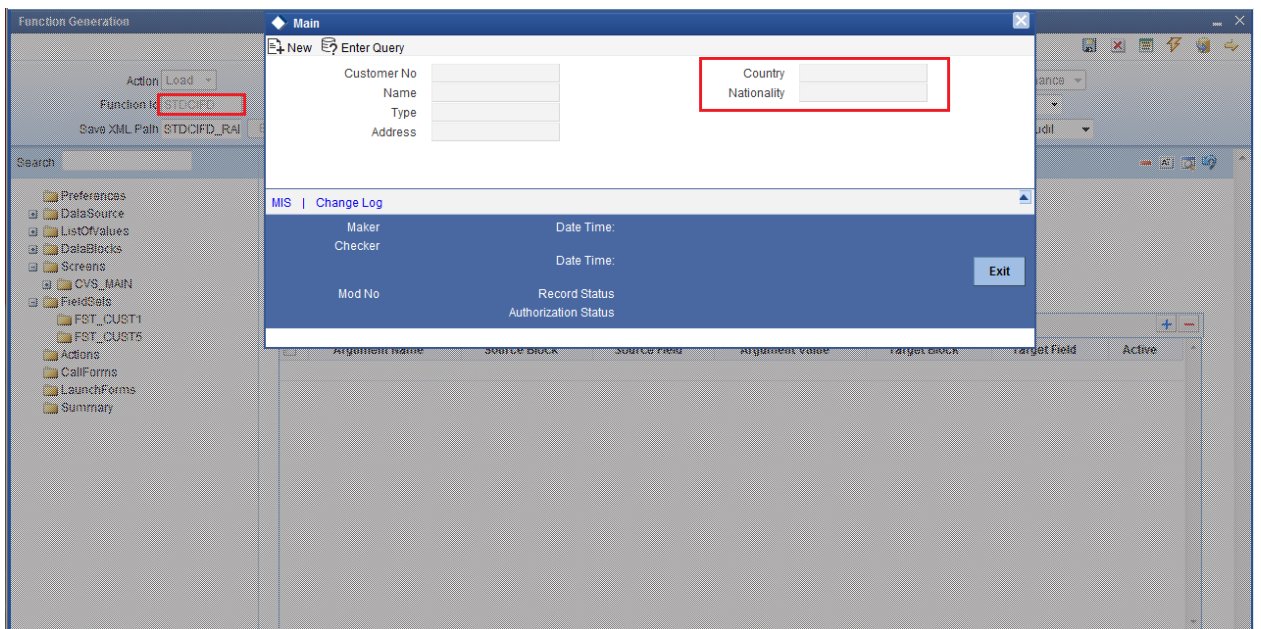 Function Generation
Main
New Enter Query
Customer No
Name
Type
Address
Country
Nationality
Action Load
Function Id STDCIFD
Save XML Path STDCIFD_RAI
Search
Preferences
DataSource
ListOfValues
DataBlocks
Screens
CVS_MAIN
FieldSets
FST_CUST1
FST_CUST5
Actions
CallForms
LaunchForms
Summary
MIS | Change Log
Maker Date Time:
Checker
Date Time:
Exit
Mod No Record Status
Authorization Status
Argument Name Source Block Source Field Argument Value Target Block Target Field Active